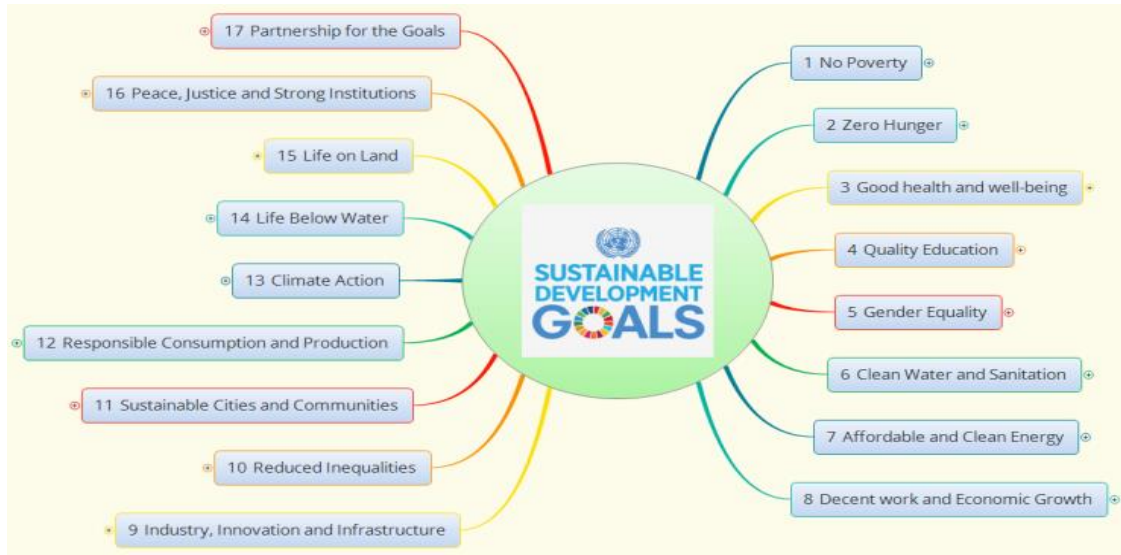 17 Partnership for the Goals
16 Peace, Justice and Strong Institutions
15 Life on Land
14 Life Below Water
13 Climate Action
12 Responsible Consumption and Production
11 Sustainable Cities and Communities
10 Reduced Inequalities
9 Industry, Innovation and Infrastructure
SUSTAINABLE
DEVELOPMENT
GOALS
1 No Poverty
2 Zero Hunger
3 Good health and well-being
4 Quality Education
5 Gender Equality
6 Clean Water and Sanitation
7 Affordable and Clean Energy
8 Decent work and Economic Growth